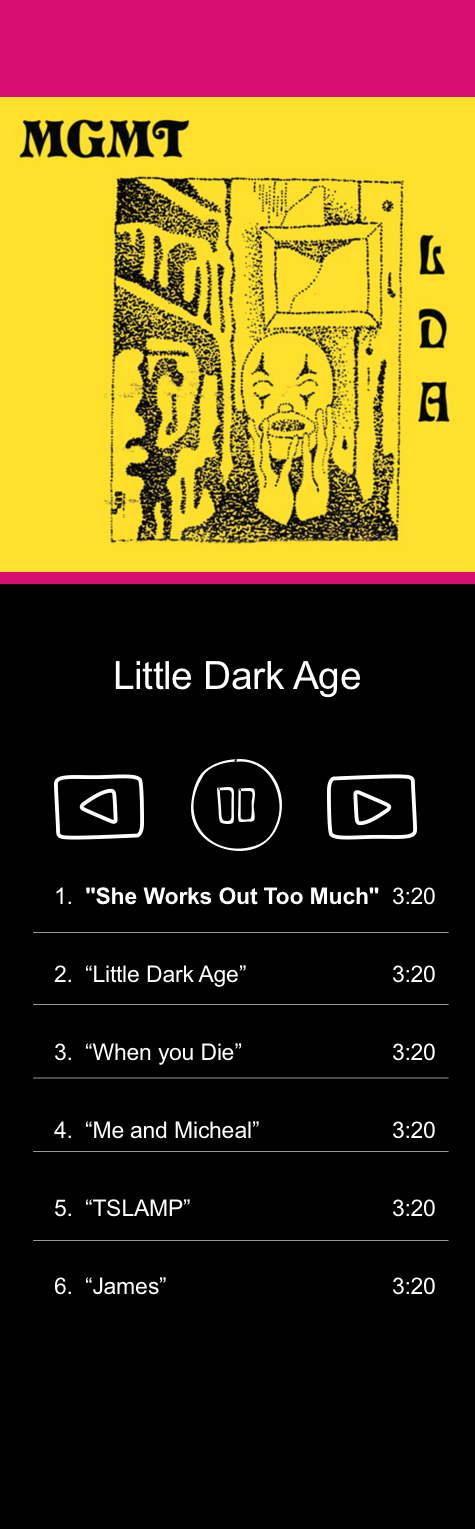 MGMT
L
D
A
Little Dark Age
1. "She Works Out Too Much" 3:20
2. “Little Dark Age” 3:20
3. “When you Die” 3:20
4. “Me and Micheal” 3:20
5. “TSLAMP” 3:20
6. “James” 3:20